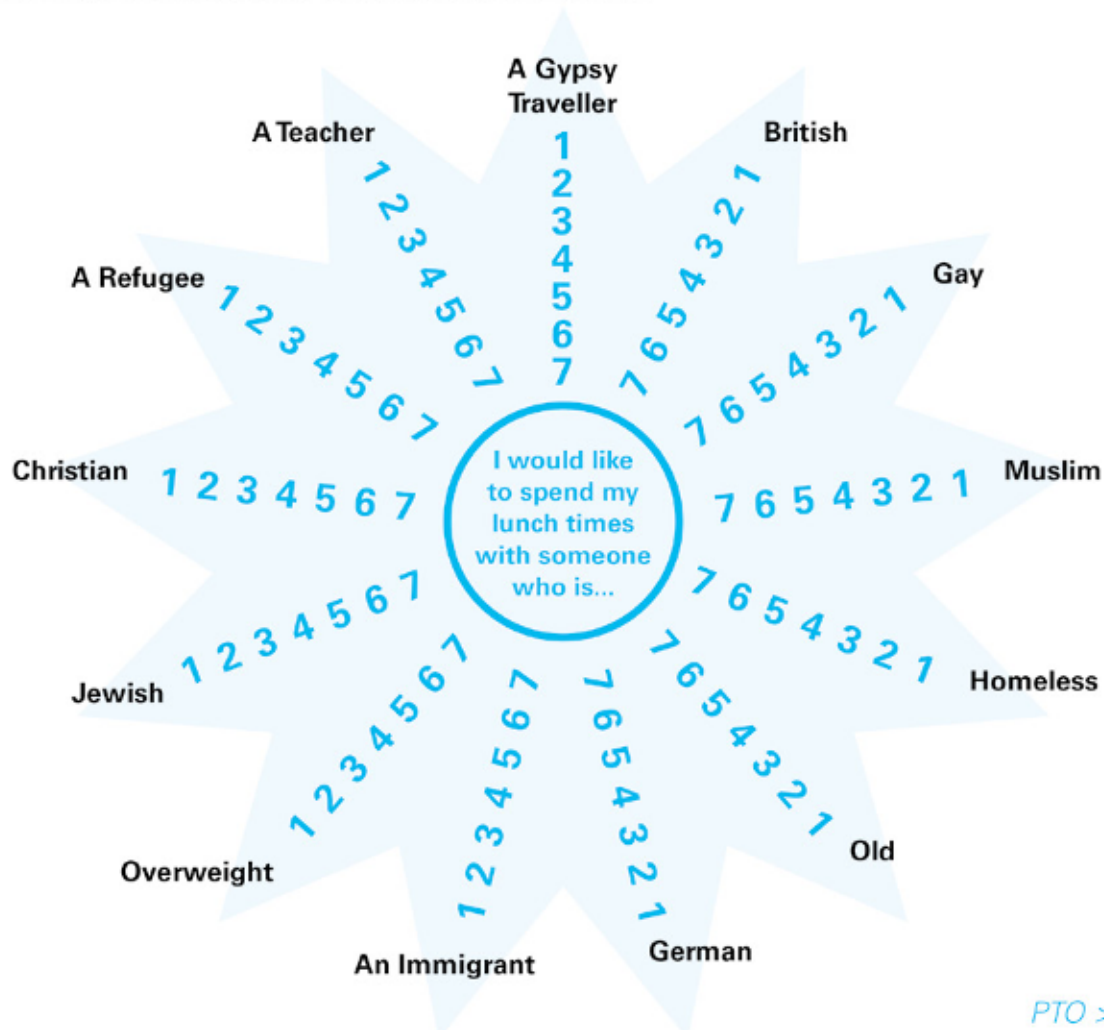 A Gypsy
Traveller
1
2
3
4
5
6
7
British
7 6 5 4 3 2 1
Gay
7 6 5 4 3 2 1
Muslim
7 6 5 4 3 2 1
Homeless
7 6 5 4 3 2 1
Old
7 6 5 4 3 2 1
German
7 6 5 4 3 2 1
An Immigrant
1 2 3 4 5 6 7
Overweight
1 2 3 4 5 6 7
Jewish
1 2 3 4 5 6 7
Christian
1 2 3 4 5 6 7
A Refugee
1 2 3 4 5 6 7
A Teacher
1 2 3 4 5 6 7
I would like
to spend my
lunch times
with someone
who is...
PTO >